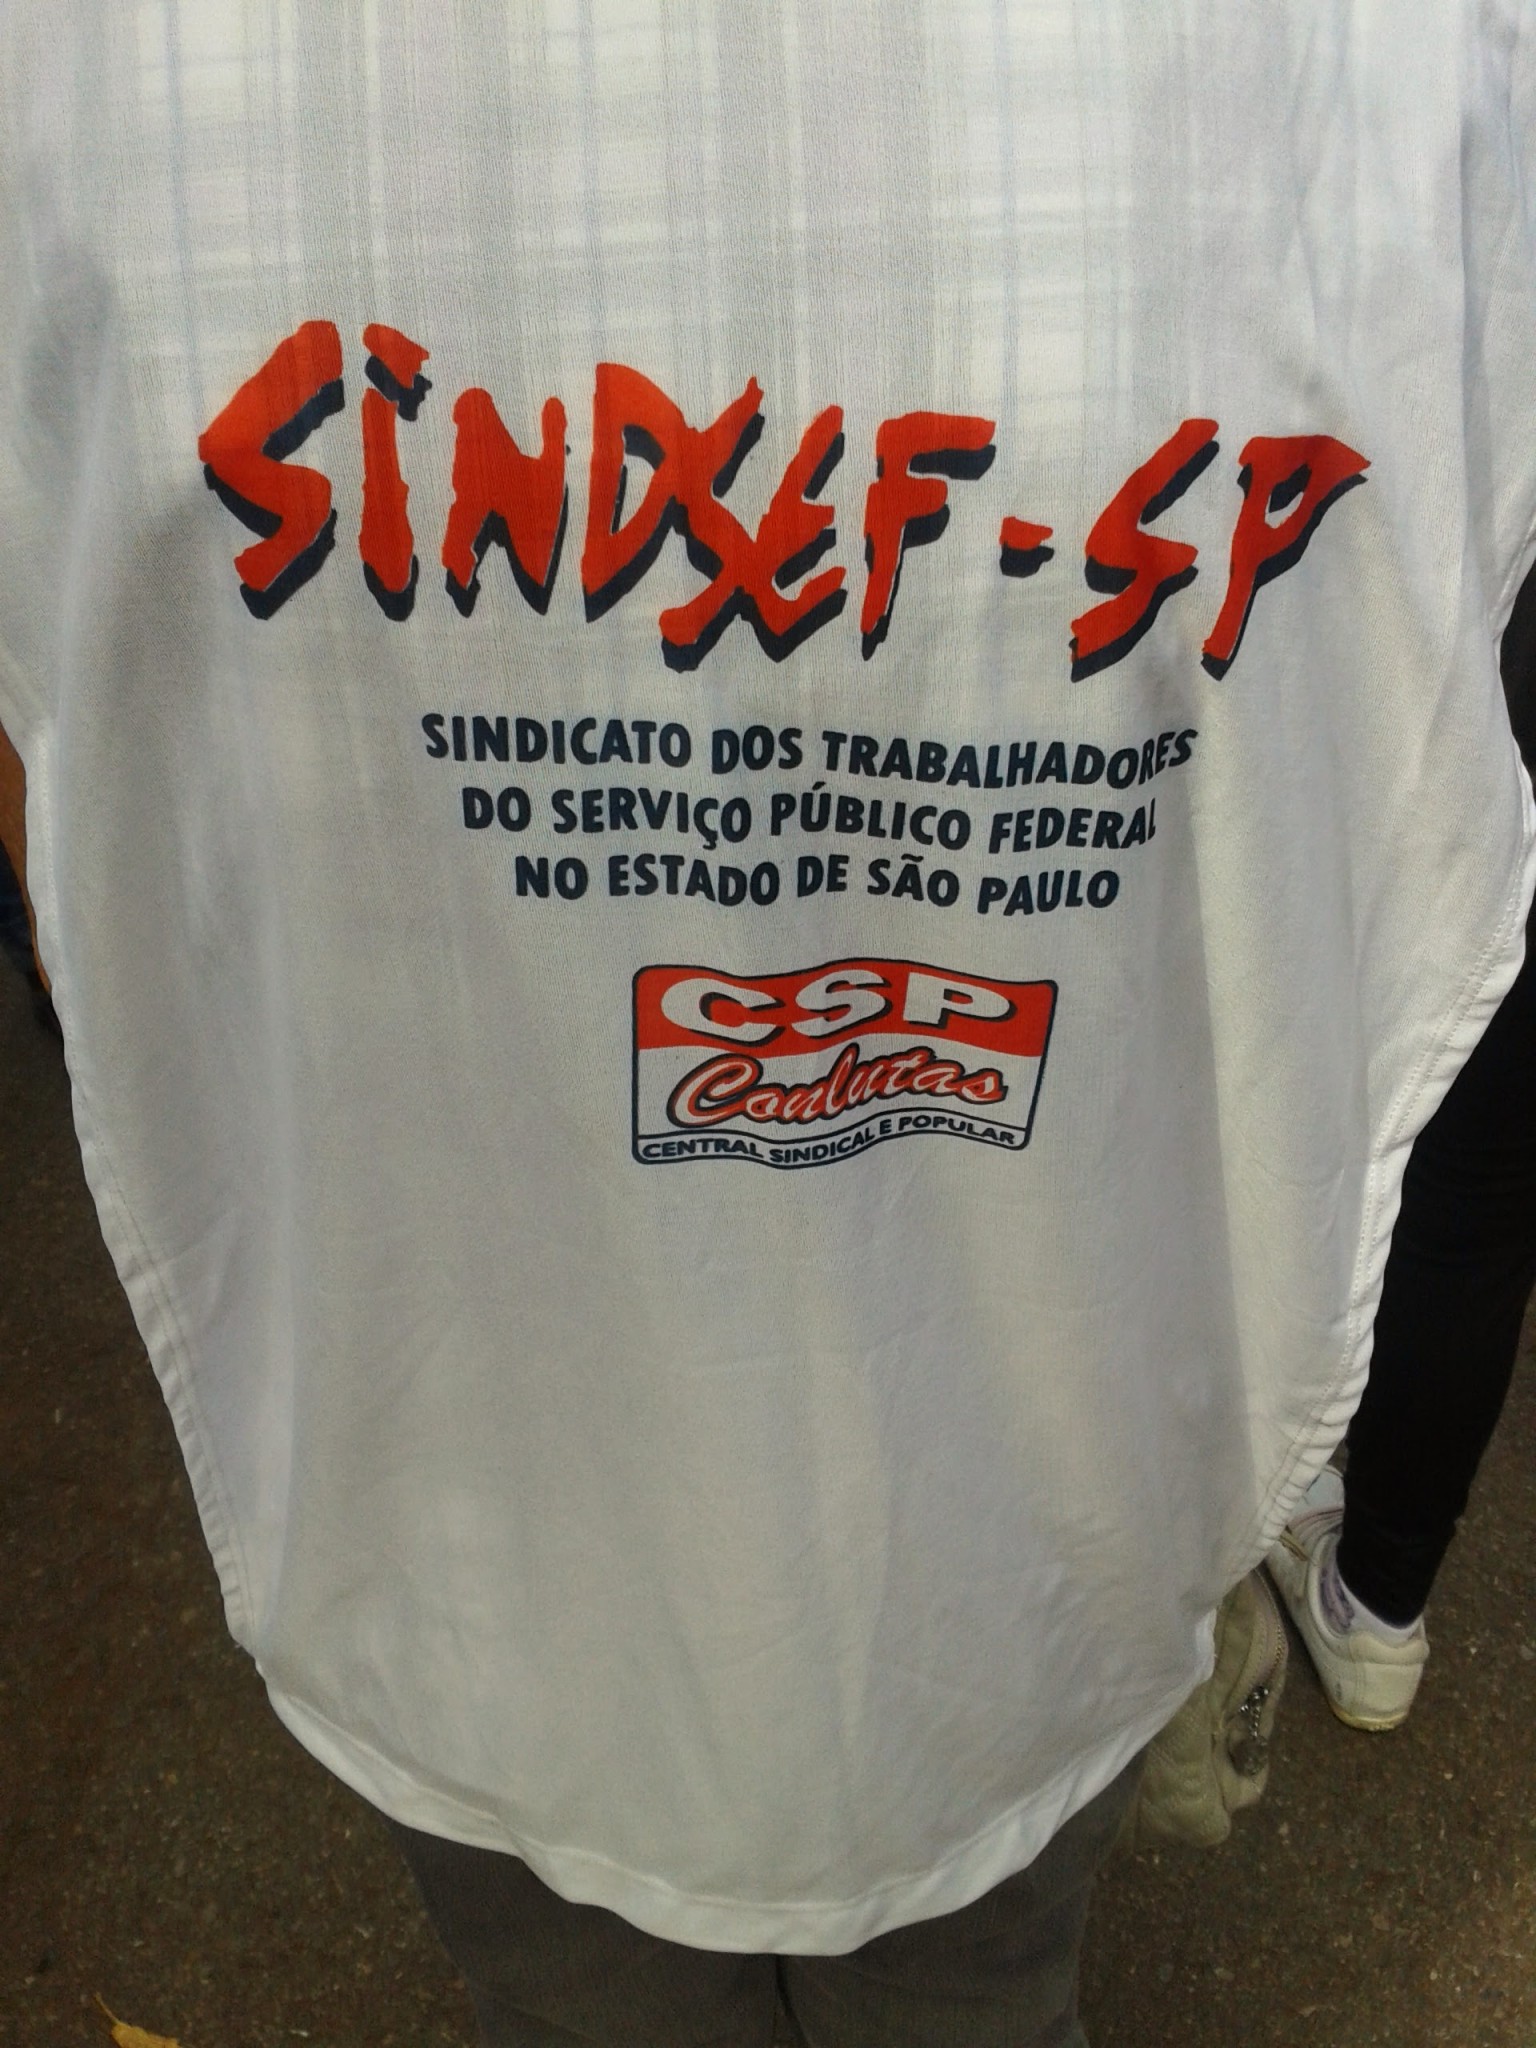 SiNDSEF-SP
SINDICATO DOS TRABALHADORES
DO SERVIÇO PÚBLICO FEDERAL
NO ESTADO DE SÃO PAULO
CSP
Conlutas
CENTRAL SINDICAL E POPULAR